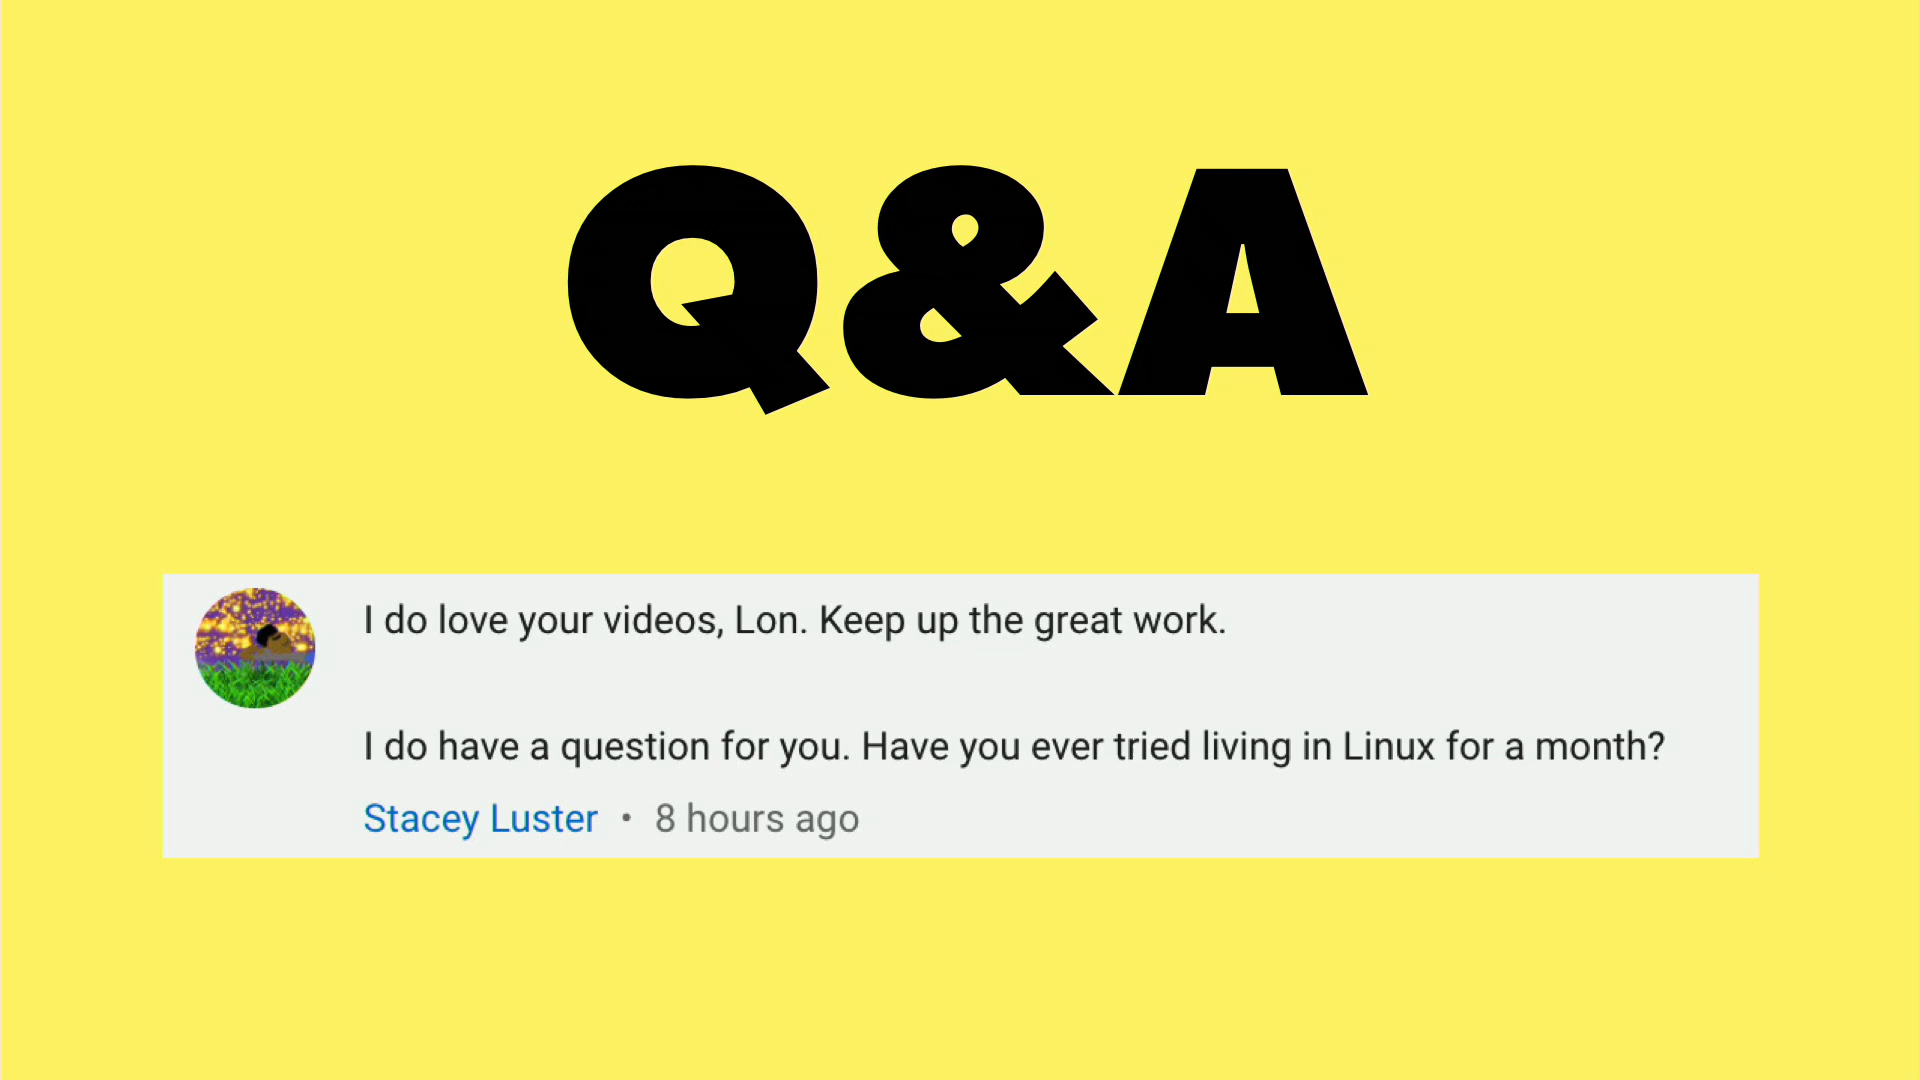 Q&A
I do love your videos, Lon. Keep up the great work.
I do have a question for you. Have you ever tried living in Linux for a month?
Stacey Luster • 8 hours ago